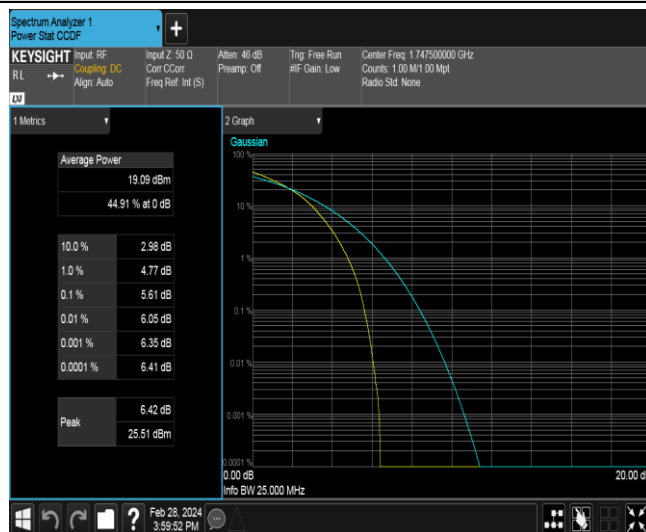 Spectrum Analyzer 1
Power Stat CCDF
KEYSIGHT
RL
LXI
Input: RF
Coupling: DC
Align: Auto
Input Z: 50 Ω
Corr CCorr
Freq Ref: Int (S)
Atten: 46 dB
Preamp: Off
Trig: Free Run
#IF Gain: Low
Center Freq: 1.747500000 GHz
Counts: 1.00 M/1.00 Mpt
Radio Std: None
1 Metrics
Average Power
19.09 dBm
44.91 % at 0 dB
10.0 % 2.98 dB
1.0 % 4.77 dB
0.1 % 5.61 dB
0.01 % 6.05 dB
0.001 % 6.35 dB
0.0001 % 6.41 dB
Peak
6.42 dB
25.51 dBm
2 Graph
Gaussian
100 %
10 %
1 %
0.1 %
0.01 %
0.001 %
0.0001 %
0.00 dB
20.00 d
Info BW 25.000 MHz
Feb 28, 2024
3:59:52 PM